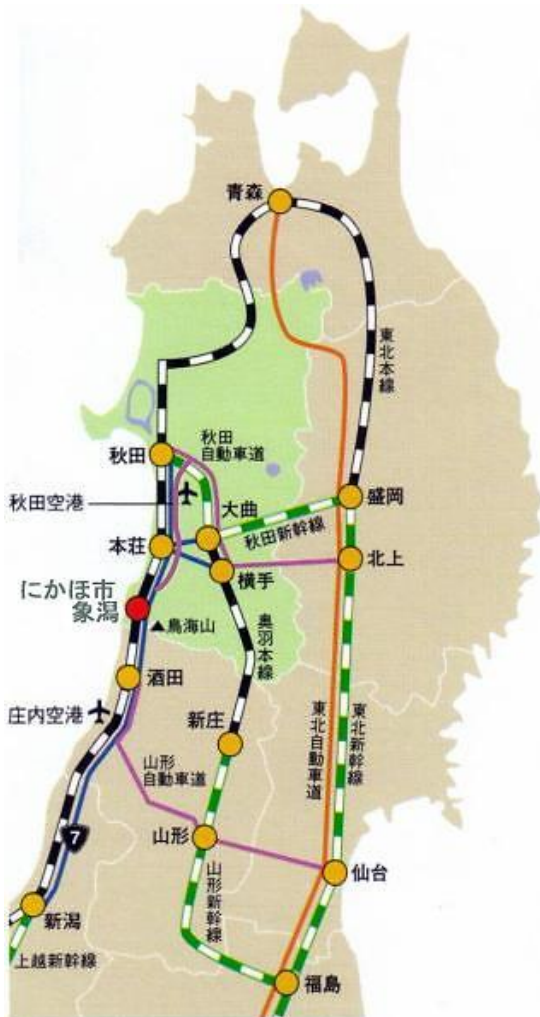 青森
東北本線
秋田
秋田
自動車道
秋田空港
大曲
盛岡
秋田新幹線
本荘
北上
横手
にかほ市
象潟
▲鳥海山
奥羽本線
酒田
庄内空港
新庄
東北自動車道
東北新幹線
山形
自動車道
7
山形
仙台
山形新幹線
新潟
上越新幹線
福島